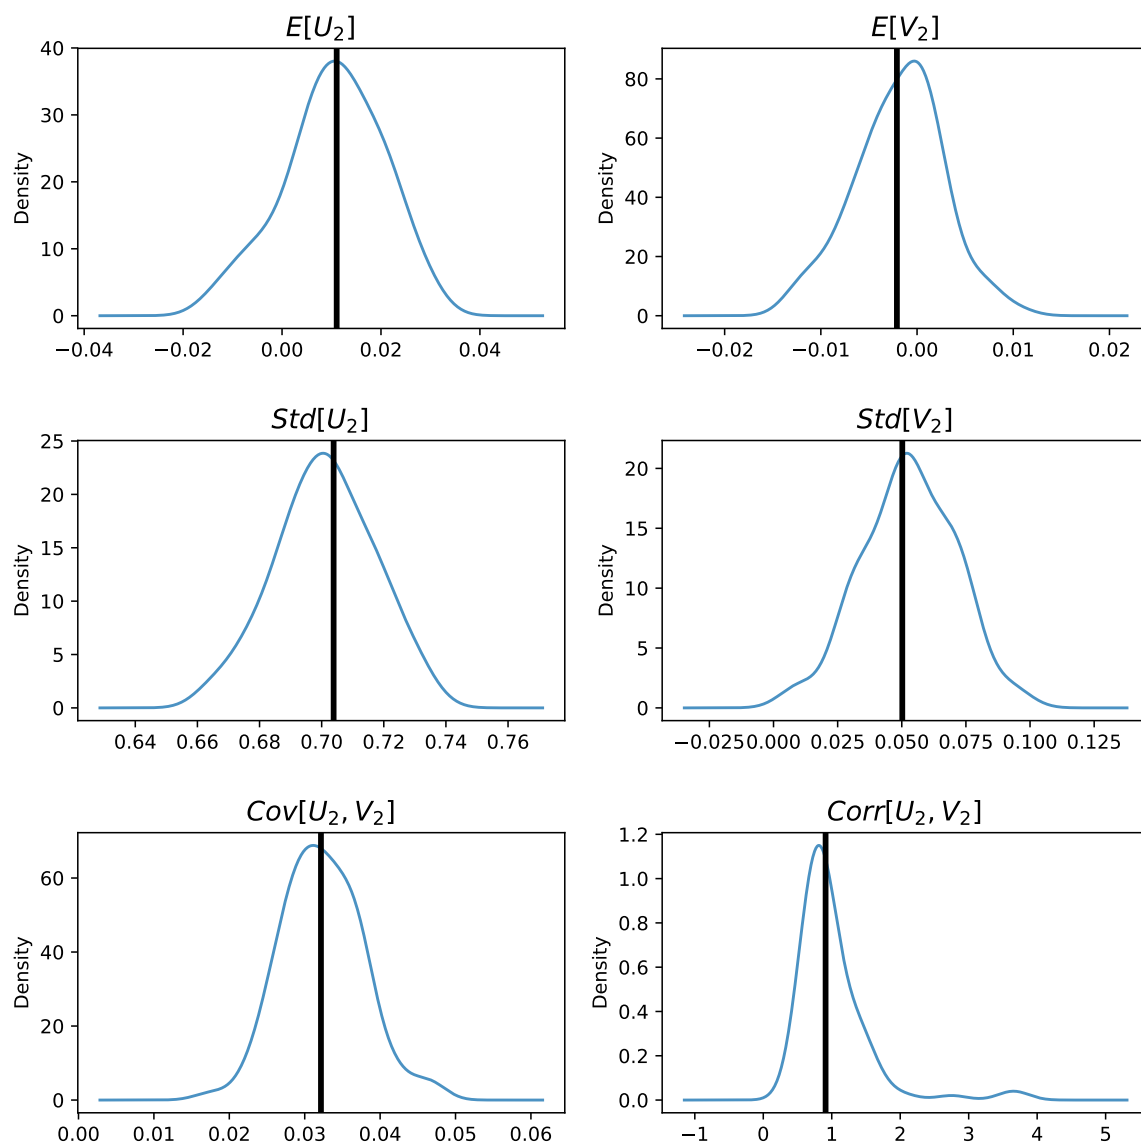 E[U₂]
40
30
20
10
0
Density
−0.04 −0.02 0.00 0.02 0.04
E[V₂]
80
60
40
20
0
Density
−0.02 −0.01 0.00 0.01 0.02
Std[U₂]
25
20
15
10
5
0
Density
0.64 0.66 0.68 0.70 0.72 0.74 0.76
Std[V₂]
20
15
10
5
0
Density
−0.025 0.000 0.025 0.050 0.075 0.100 0.125
Cov[U₂, V₂]
60
40
20
0
Density
0.00 0.01 0.02 0.03 0.04 0.05 0.06
Corr[U₂, V₂]
1.2
1.0
0.8
0.6
0.4
0.2
0.0
Density
−1 0 1 2 3 4 5